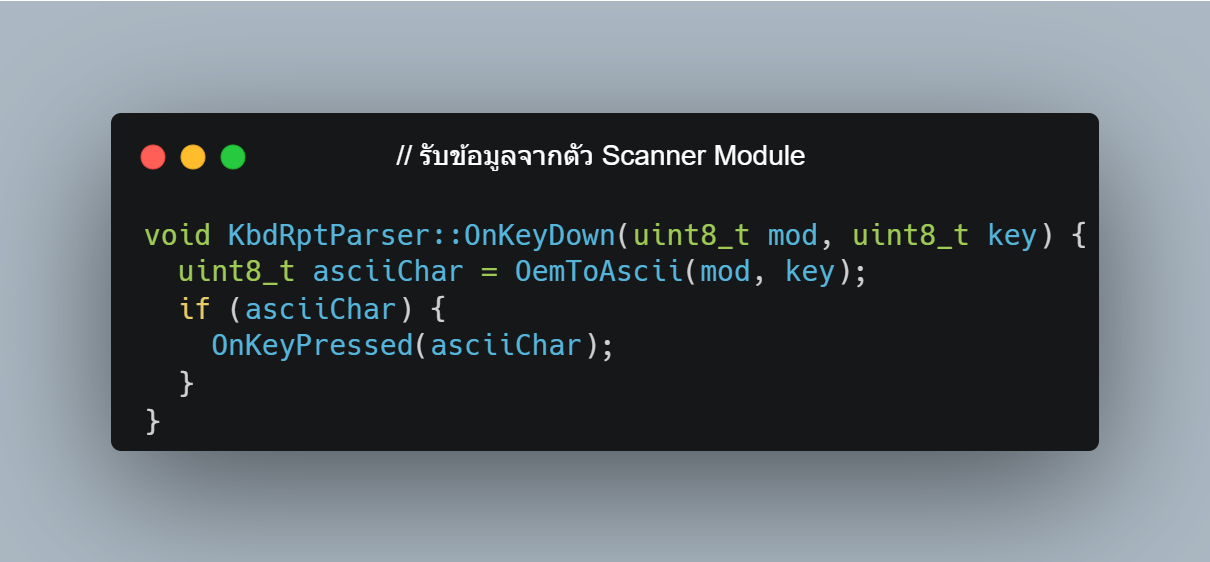 // รับข้อมูลจากตัว Scanner Module
void KbdRptParser::OnKeyDown(uint8_t mod, uint8_t key) {
  uint8_t asciiChar = OemToAscii(mod, key);
  if (asciiChar) {
    OnKeyPressed(asciiChar);
  }
}